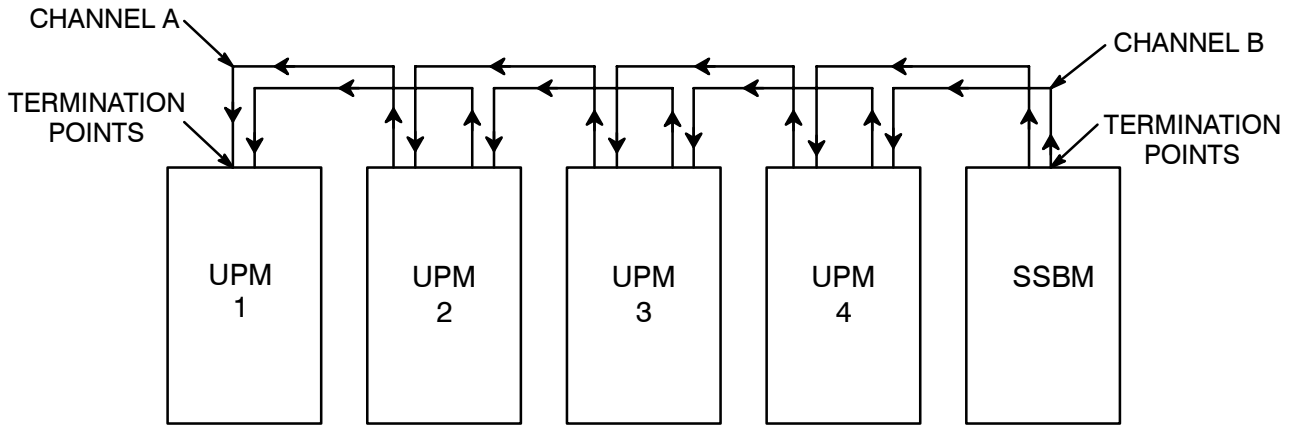 CHANNEL A
CHANNEL B
TERMINATION
POINTS
TERMINATION
POINTS
UPM
1
UPM
2
UPM
3
UPM
4
SSBM